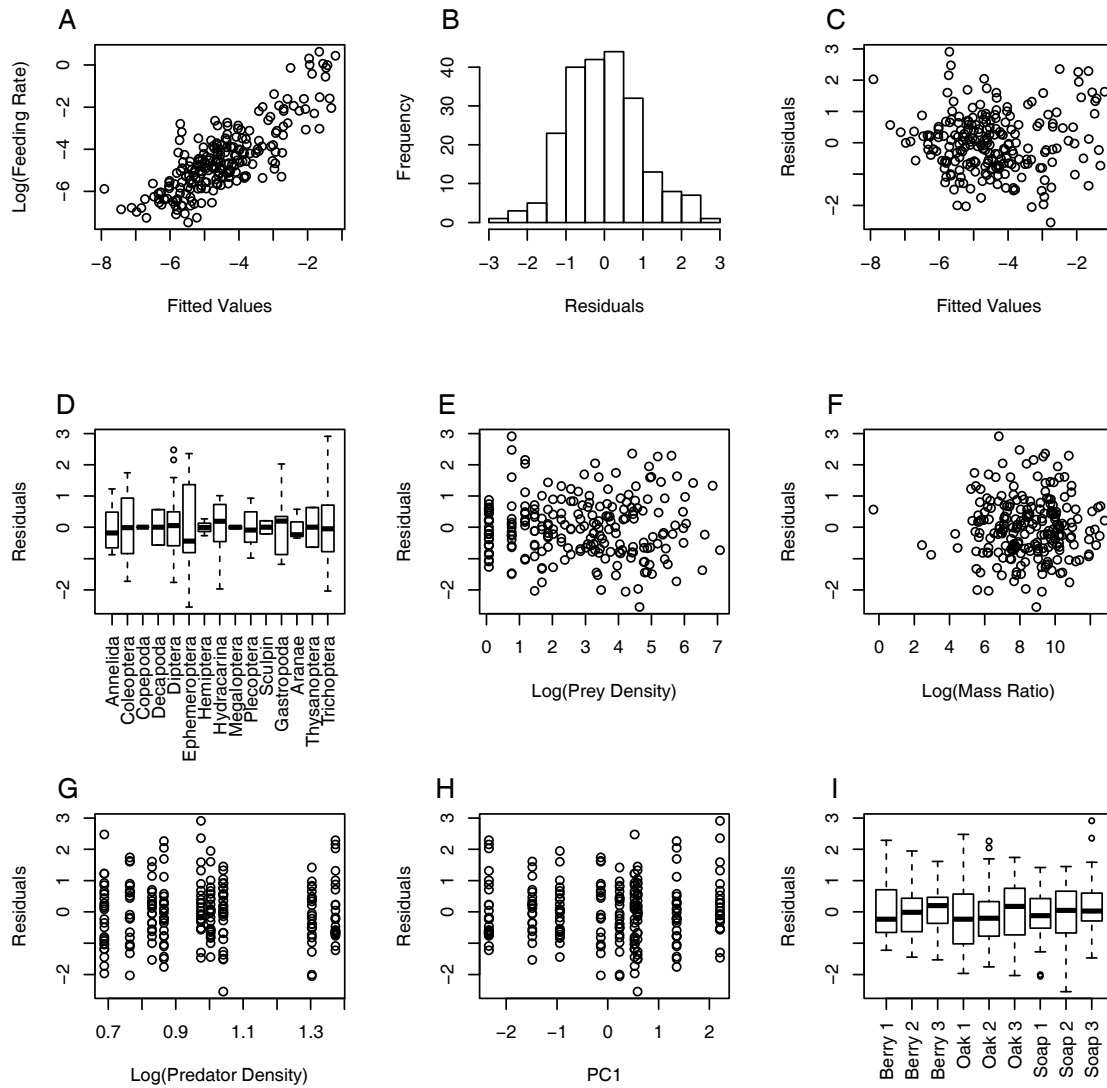 A
Log(Feeding Rate)
0
−2
−4
−6
−8 −6 −4 −2
Fitted Values
B
Frequency
40
30
20
10
0
−3 −2 −1 0 1 2 3
Residuals
C
Residuals
3
2
1
0
−2
−8 −6 −4 −2
Fitted Values
D
Residuals
3
2
1
0
−2
Annelida
Coleoptera
Copepoda
Decapoda
Diptera
Ephemeroptera
Hemiptera
Hydracarina
Megaloptera
Plecoptera
Sculpin
Gastropoda
Aranae
Thysanoptera
Trichoptera
E
Residuals
3
2
1
0
−2
0 1 2 3 4 5 6 7
Log(Prey Density)
F
Residuals
3
2
1
0
−2
0 2 4 6 8 10
Log(Mass Ratio)
G
Residuals
3
2
1
0
−2
0.7 0.9 1.1 1.3
Log(Predator Density)
H
Residuals
3
2
1
0
−2
−2 −1 0 1 2
PC1
I
Residuals
3
2
1
0
−2
Berry 1
Berry 2
Berry 3
Oak 1
Oak 2
Oak 3
Soap 1
Soap 2
Soap 3